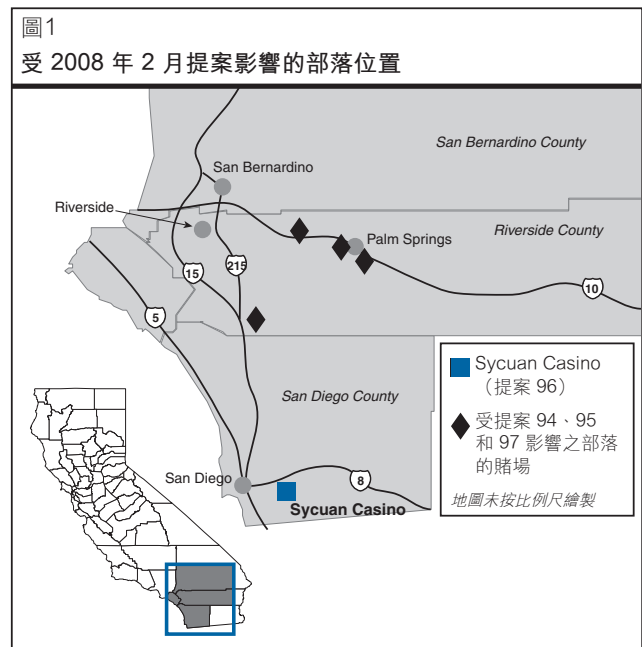 圖1
受 2008 年 2 月提案影響的部落位置
San Bernardino County
San Bernardino
Riverside
Palm Springs
Riverside County
15
215
10
5
San Diego County
San Diego
8
Sycuan Casino
Sycuan Casino
（提案 96）
受提案 94、95
和 97 影響之部落
的賭場
地圖未按比例尺繪製